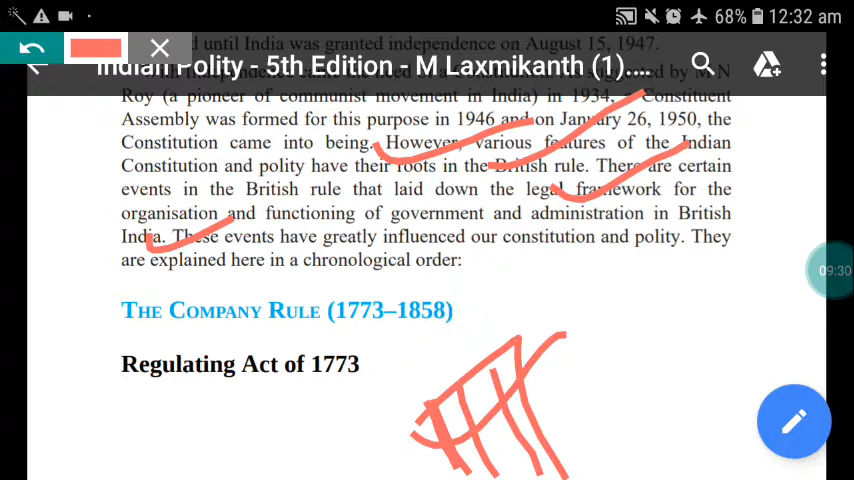 68% 12:32 am
d until India was granted independence on August 15, 1947.
Indian Polity - 5th Edition - M Laxmikanth (1)....
by M N
Roy (a pioneer of communist movement in India) in 1934, a Constituent
Assembly was formed for this purpose in 1946 and on January 26, 1950, the
Constitution came into being. However, various features of the Indian
Constitution and polity have their roots in the British rule. There are certain
events in the British rule that laid down the legal framework for the
organisation and functioning of government and administration in British
India. These events have greatly influenced our constitution and polity. They
are explained here in a chronological order:
09:30
THE COMPANY RULE (1773–1858)
Regulating Act of 1773